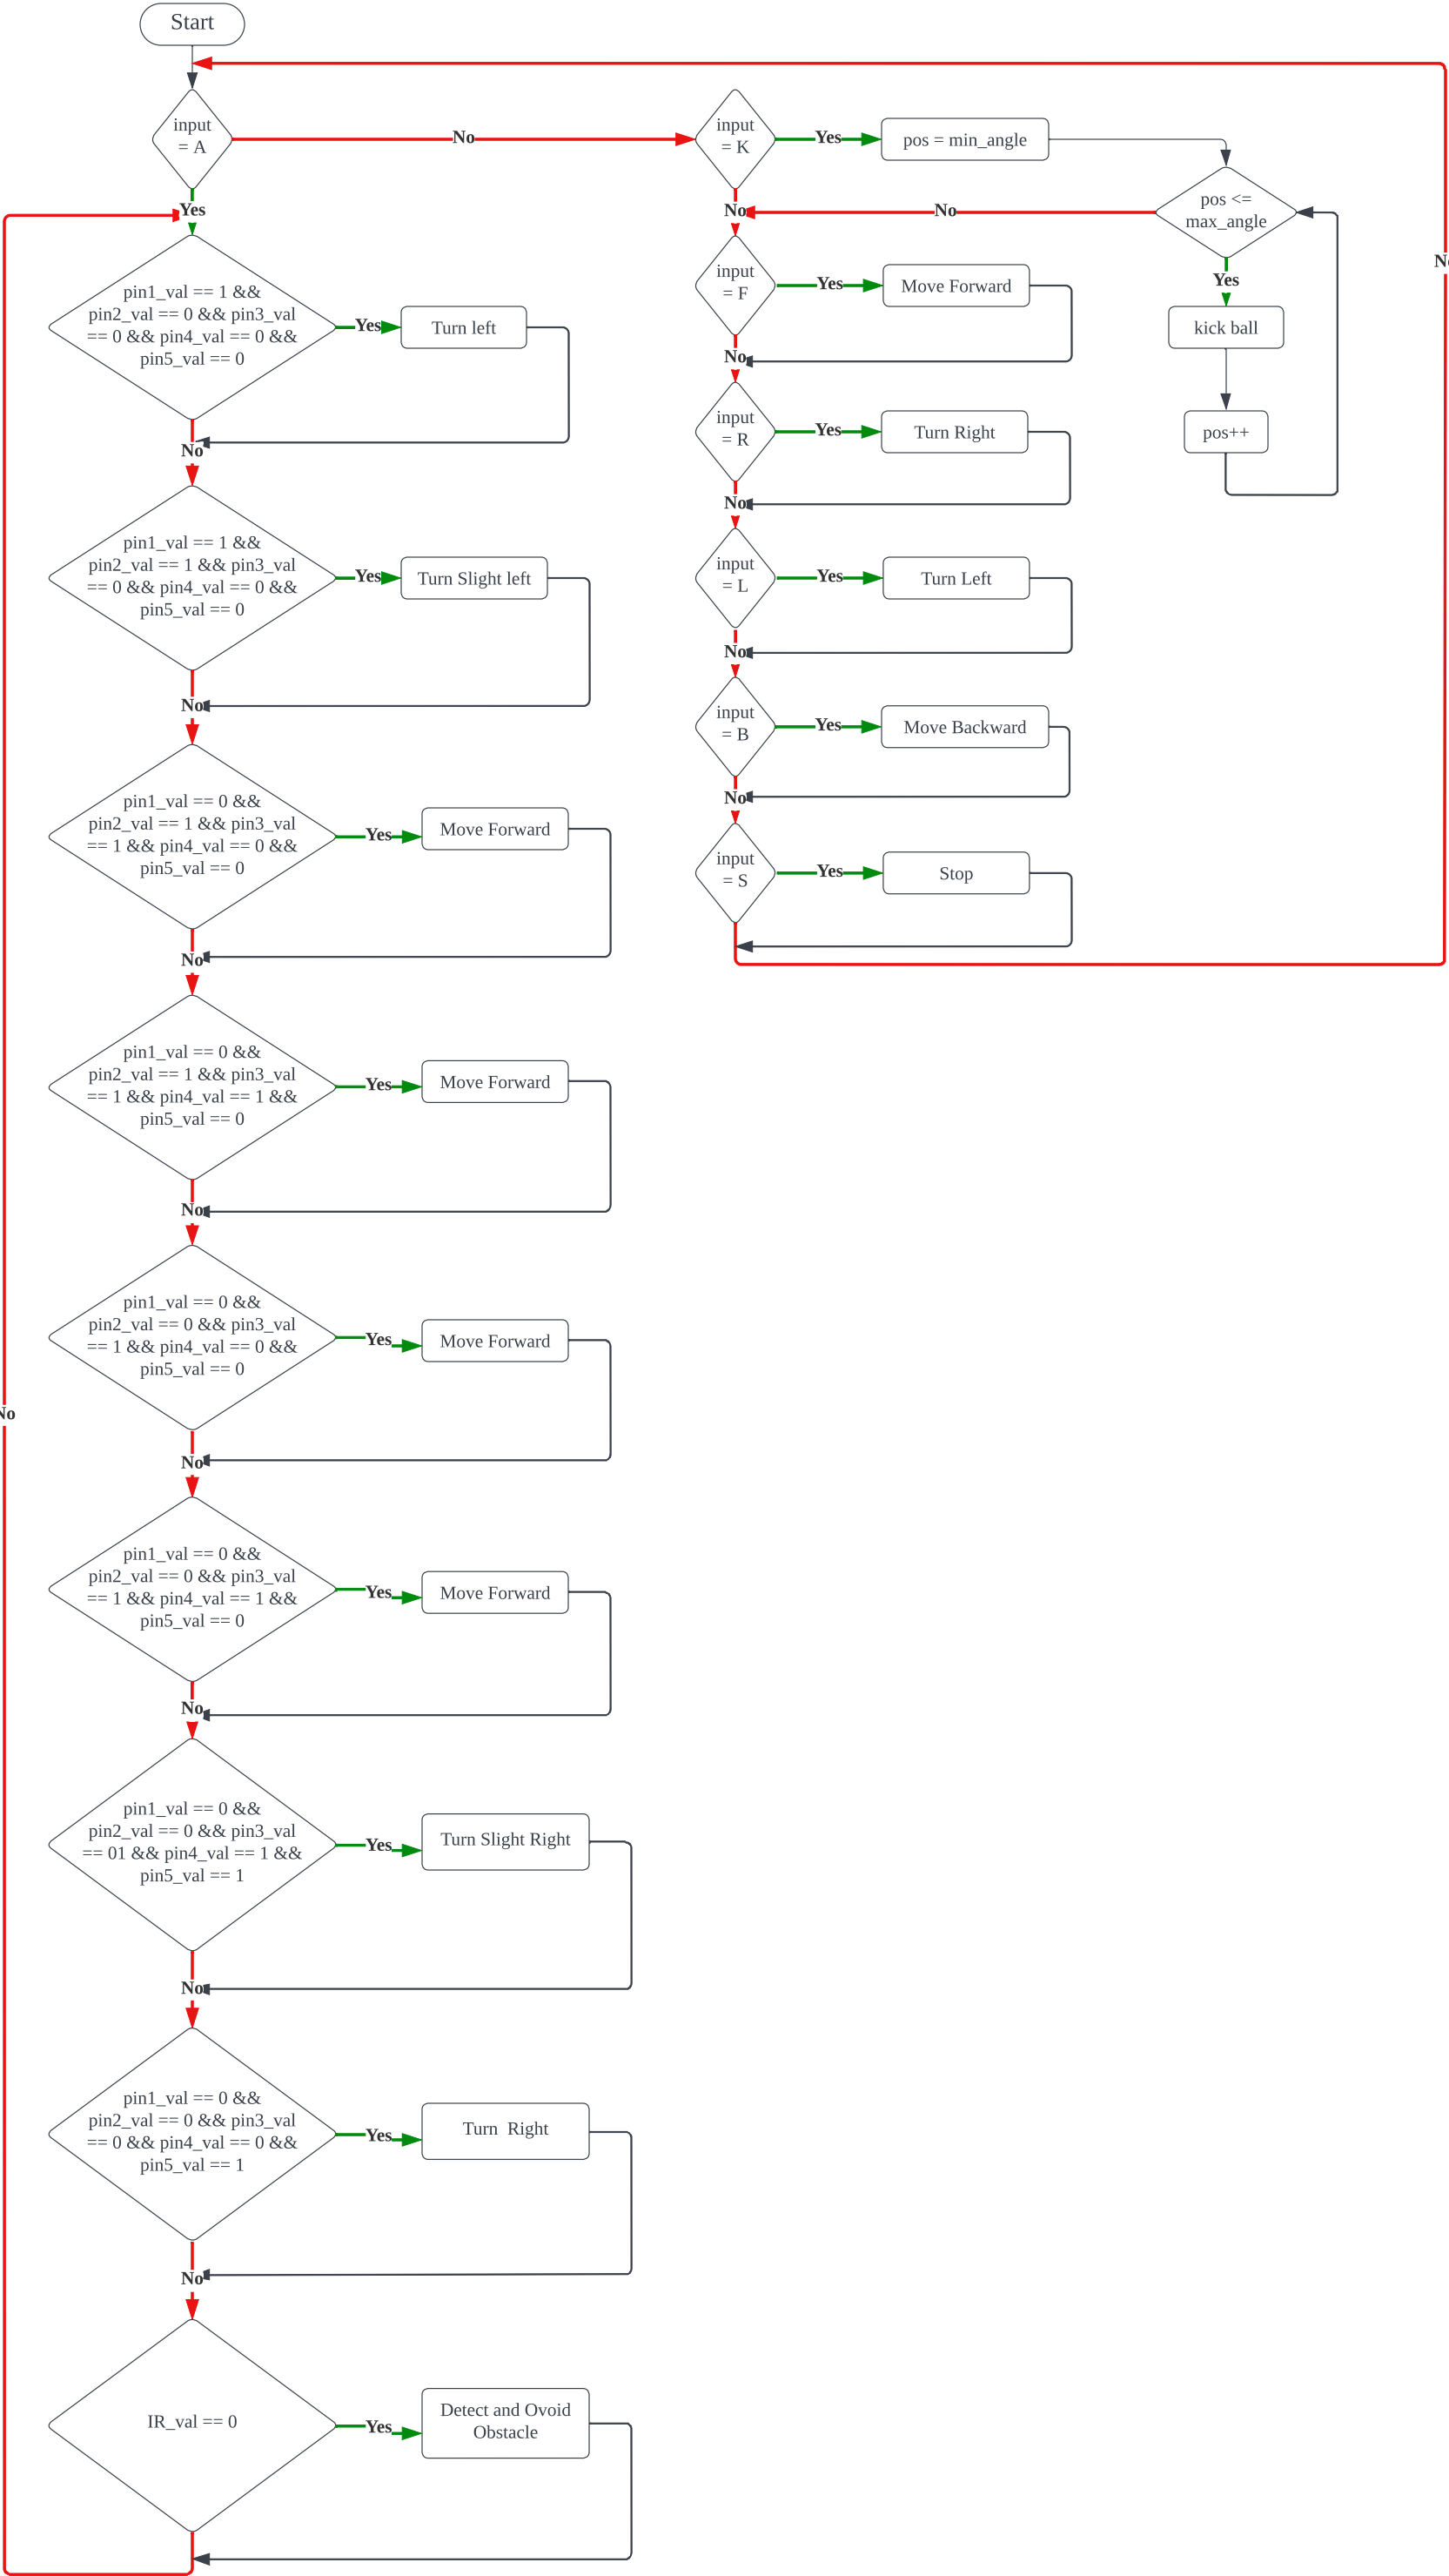 Start
input
= A
No
input
= K
Yes
pos = min_angle
Yes
No
No
pos <=
max_angle
No
Yes
kick ball
pos++
input
= F
Yes
Move Forward
No
input
= R
Yes
Turn Right
No
input
= L
Yes
Turn Left
No
input
= B
Yes
Move Backward
No
input
= S
Yes
Stop
pin1_val == 1 &&
pin2_val == 0 && pin3_val
== 0 && pin4_val == 0 &&
pin5_val == 0
Yes
Turn left
No
pin1_val == 1 &&
pin2_val == 1 && pin3_val
== 0 && pin4_val == 0 &&
pin5_val == 0
Yes
Turn Slight left
No
pin1_val == 0 &&
pin2_val == 1 && pin3_val
== 1 && pin4_val == 0 &&
pin5_val == 0
Yes
Move Forward
No
pin1_val == 0 &&
pin2_val == 1 && pin3_val
== 1 && pin4_val == 1 &&
pin5_val == 0
Yes
Move Forward
No
pin1_val == 0 &&
pin2_val == 0 && pin3_val
== 1 && pin4_val == 0 &&
pin5_val == 0
Yes
Move Forward
No
No
pin1_val == 0 &&
pin2_val == 0 && pin3_val
== 1 && pin4_val == 1 &&
pin5_val == 0
Yes
Move Forward
No
pin1_val == 0 &&
pin2_val == 0 && pin3_val
== 01 && pin4_val == 1 &&
pin5_val == 1
Yes
Turn Slight Right
No
pin1_val == 0 &&
pin2_val == 0 && pin3_val
== 0 && pin4_val == 0 &&
pin5_val == 1
Yes
Turn  Right
No
IR_val == 0
Yes
Detect and Ovoid
Obstacle